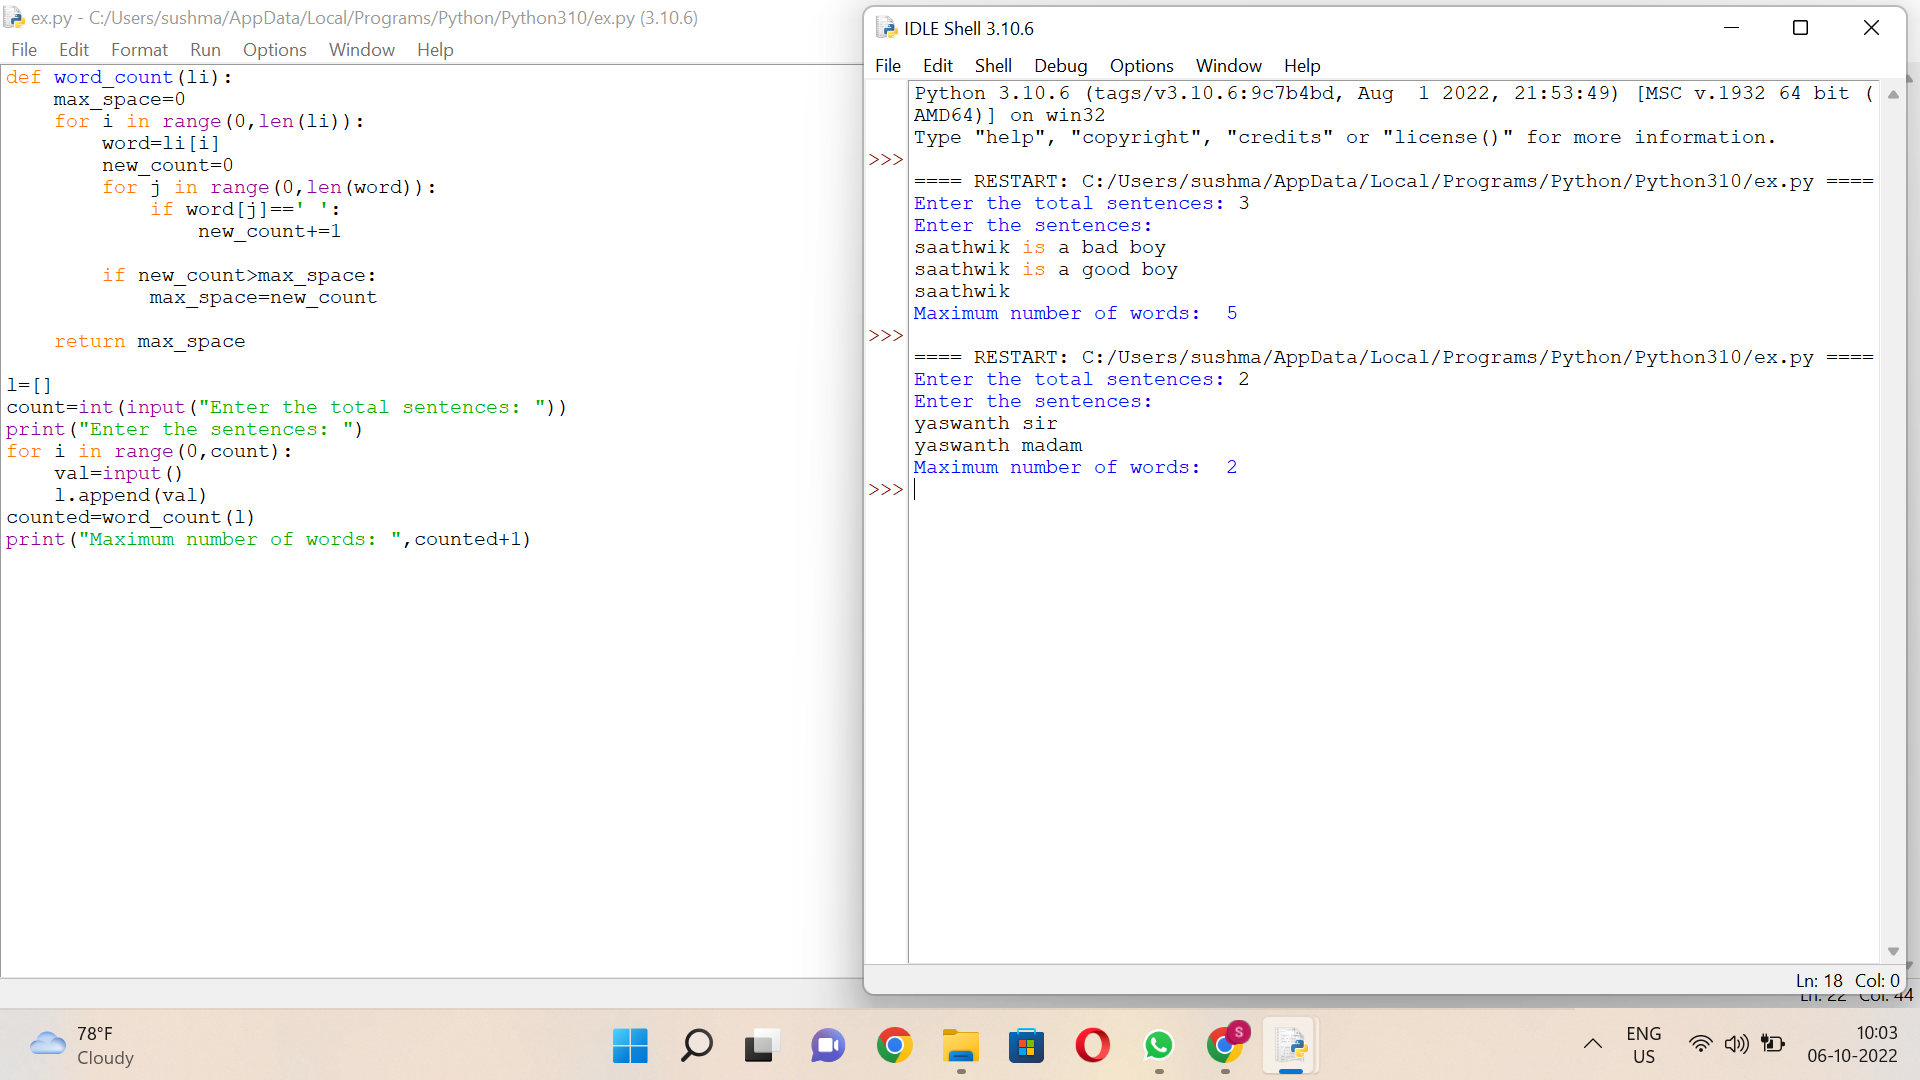 ex.py - C:/Users/sushma/AppData/Local/Programs/Python/Python310/ex.py (3.10.6)
File Edit Format Run Options Window Help
def word_count(li):
    max_space=0
    for i in range(0,len(li)):
        word=li[i]
        new_count=0
        for j in range(0,len(word)):
            if word[j]==' ':
                new_count+=1
        if new_count>max_space:
            max_space=new_count
    return max_space
l=[]
count=int(input("Enter the total sentences: "))
print("Enter the sentences: ")
for i in range(0,count):
    val=input()
    l.append(val)
counted=word_count(l)
print("Maximum number of words: ",counted+1)
IDLE Shell 3.10.6
File Edit Shell Debug Options Window Help
Python 3.10.6 (tags/v3.10.6:9c7b4bd, Aug  1 2022, 21:53:49) [MSC v.1932 64 bit (
AMD64)] on win32
Type "help", "copyright", "credits" or "license()" for more information.
>>>
==== RESTART: C:/Users/sushma/AppData/Local/Programs/Python/Python310/ex.py ====
Enter the total sentences: 3
Enter the sentences:
saathwik is a bad boy
saathwik is a good boy
saathwik
Maximum number of words:  5
>>>
==== RESTART: C:/Users/sushma/AppData/Local/Programs/Python/Python310/ex.py ====
Enter the total sentences: 2
Enter the sentences:
yaswanth sir
yaswanth madam
Maximum number of words:  2
>>>
Ln: 18 Col: 0
Ln: 22 Col: 44
78°F
Cloudy
S
ENG
US
10:03
06-10-2022